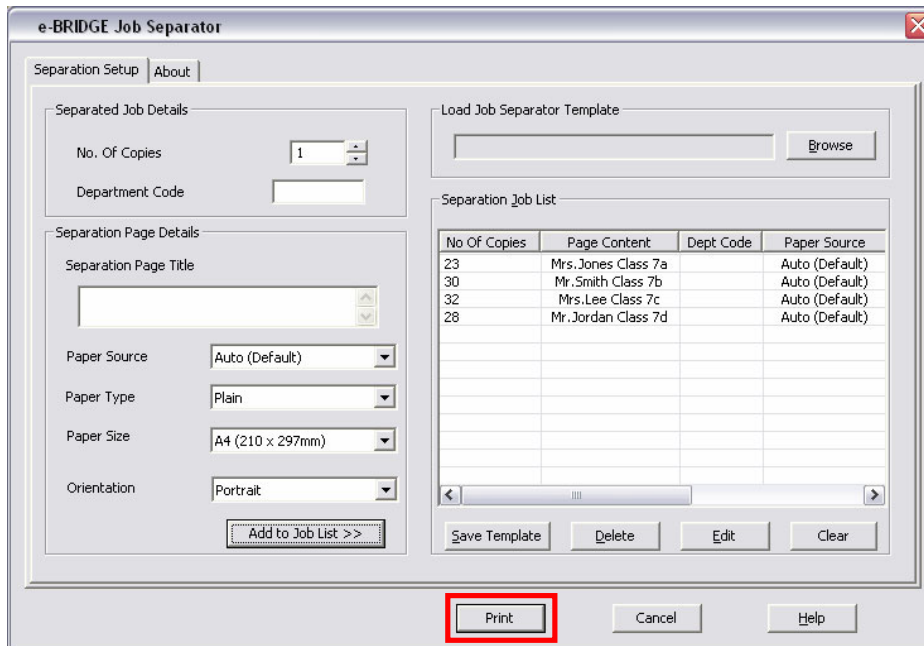 e-BRIDGE Job Separator
Separation Setup About
Separated Job Details
No. Of Copies 1
Department Code
Separation Page Details
Separation Page Title
Paper Source Auto (Default)
Paper Type Plain
Paper Size A4 (210 x 297mm)
Orientation Portrait
Add to Job List >>
Load Job Separator Template
Browse
Separation Job List
No Of Copies Page Content Dept Code Paper Source
23 Mrs.Jones Class 7a Auto (Default)
30 Mr.Smith Class 7b Auto (Default)
32 Mrs.Lee Class 7c Auto (Default)
28 Mr.Jordan Class 7d Auto (Default)
Save Template Delete Edit Clear
Print Cancel Help